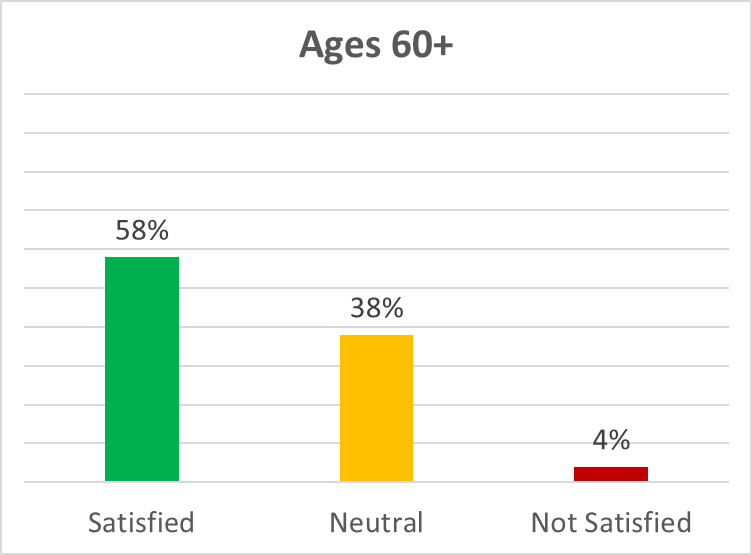 Ages 60+
58%
38%
4%
Satisfied
Neutral
Not Satisfied